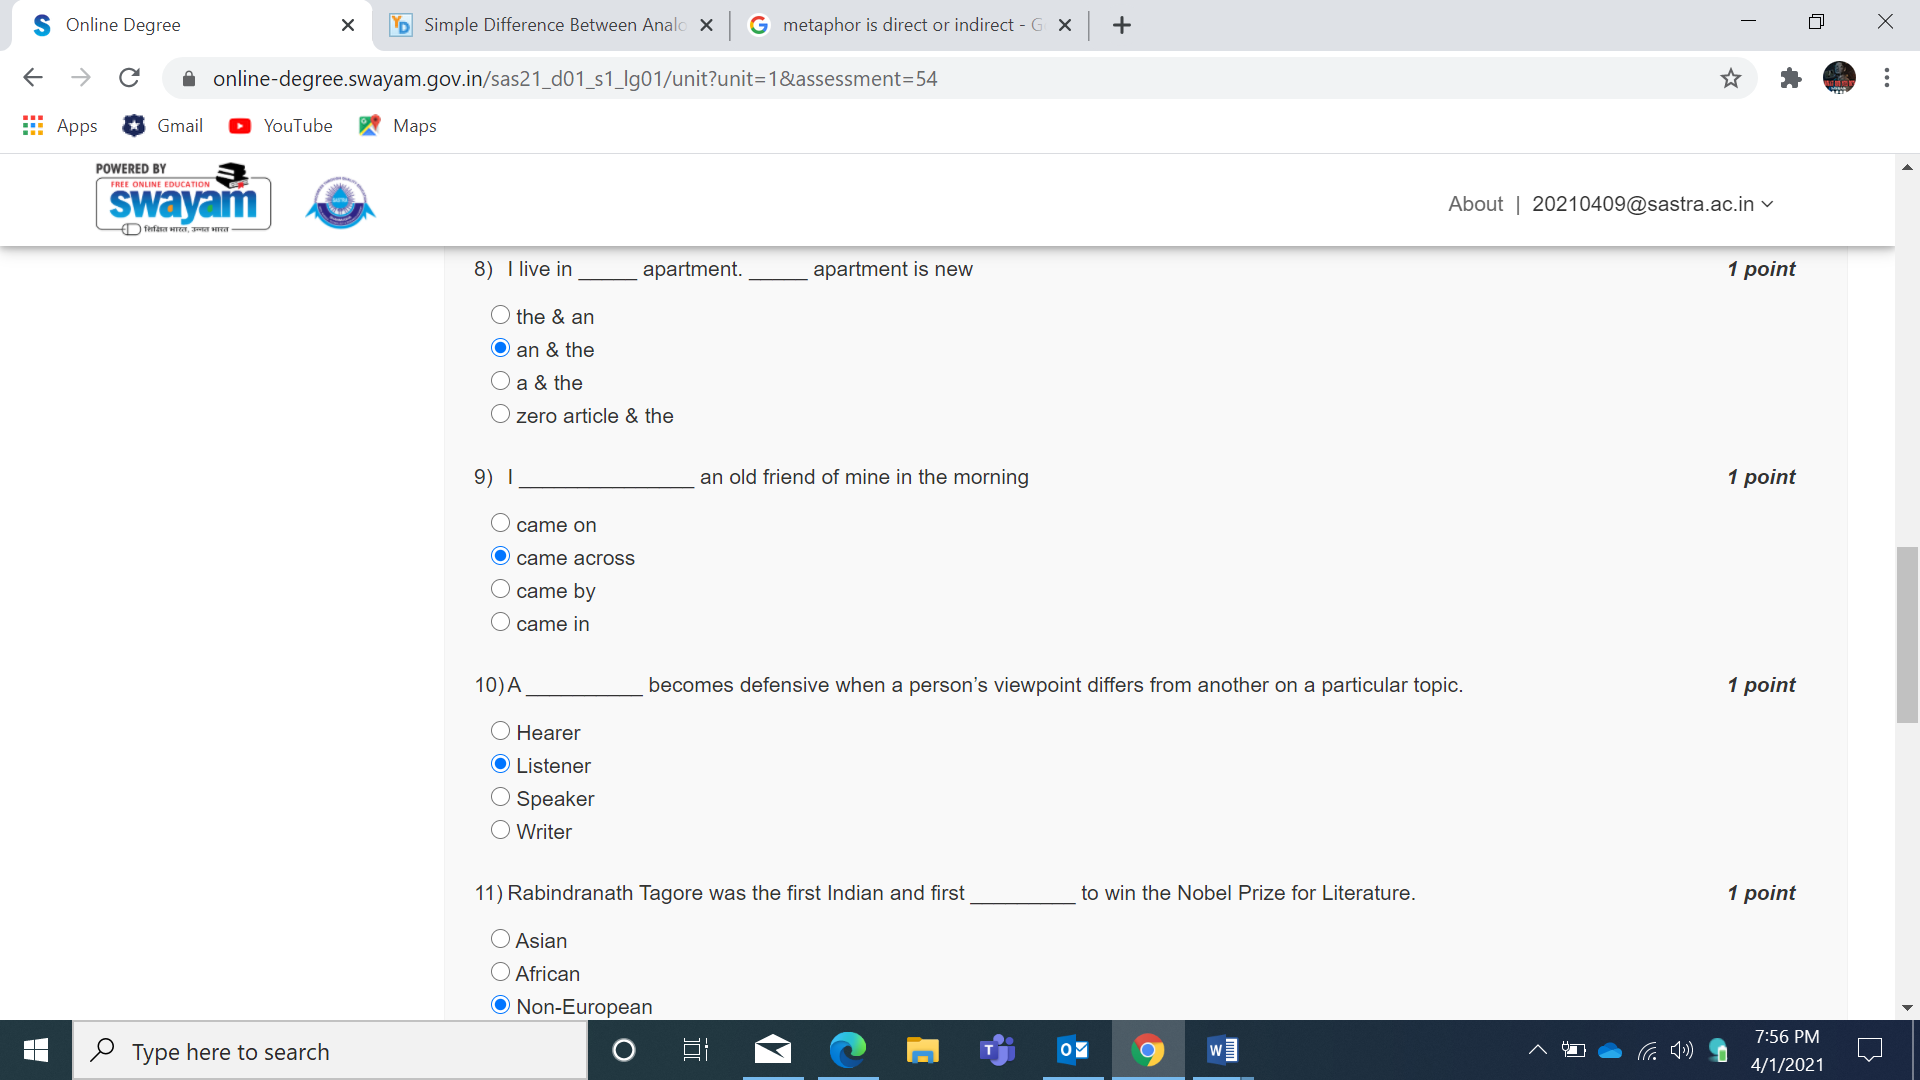 Online Degree
Simple Difference Between Analo
metaphor is direct or indirect - G
online-degree.swayam.gov.in/sas21_d01_s1_lg01/unit?unit=1&assessment=54
Apps
Gmail
YouTube
Maps
POWERED BY
FREE ONLINE EDUCATION
swayam
शिक्षित भारत, उन्नत भारत
About | 20210409@sastra.ac.in
8) I live in _____ apartment. _____ apartment is new
1 point
the & an
an & the
a & the
zero article & the
9) I _______________ an old friend of mine in the morning
1 point
came on
came across
came by
came in
10) A __________ becomes defensive when a person’s viewpoint differs from another on a particular topic.
1 point
Hearer
Listener
Speaker
Writer
11) Rabindranath Tagore was the first Indian and first _________ to win the Nobel Prize for Literature.
1 point
Asian
African
Non-European
Type here to search
7:56 PM
4/1/2021